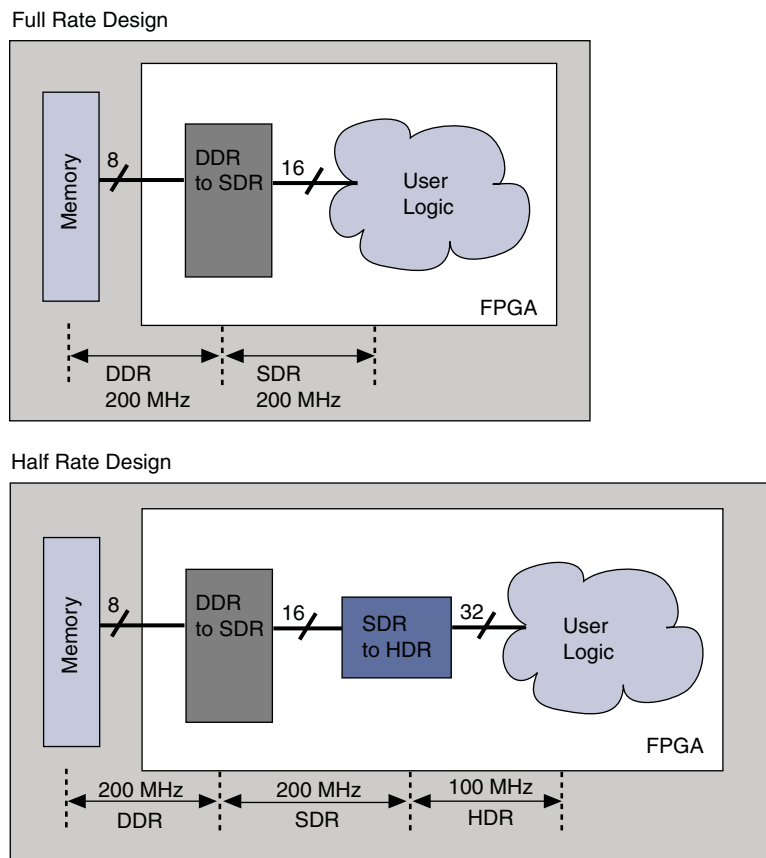 Full Rate Design
Memory
8
DDR
to SDR
16
User
Logic
FPGA
DDR
200 MHz
SDR
200 MHz
Half Rate Design
Memory
8
DDR
to SDR
16
SDR
to HDR
32
User
Logic
FPGA
200 MHz
DDR
200 MHz
SDR
100 MHz
HDR